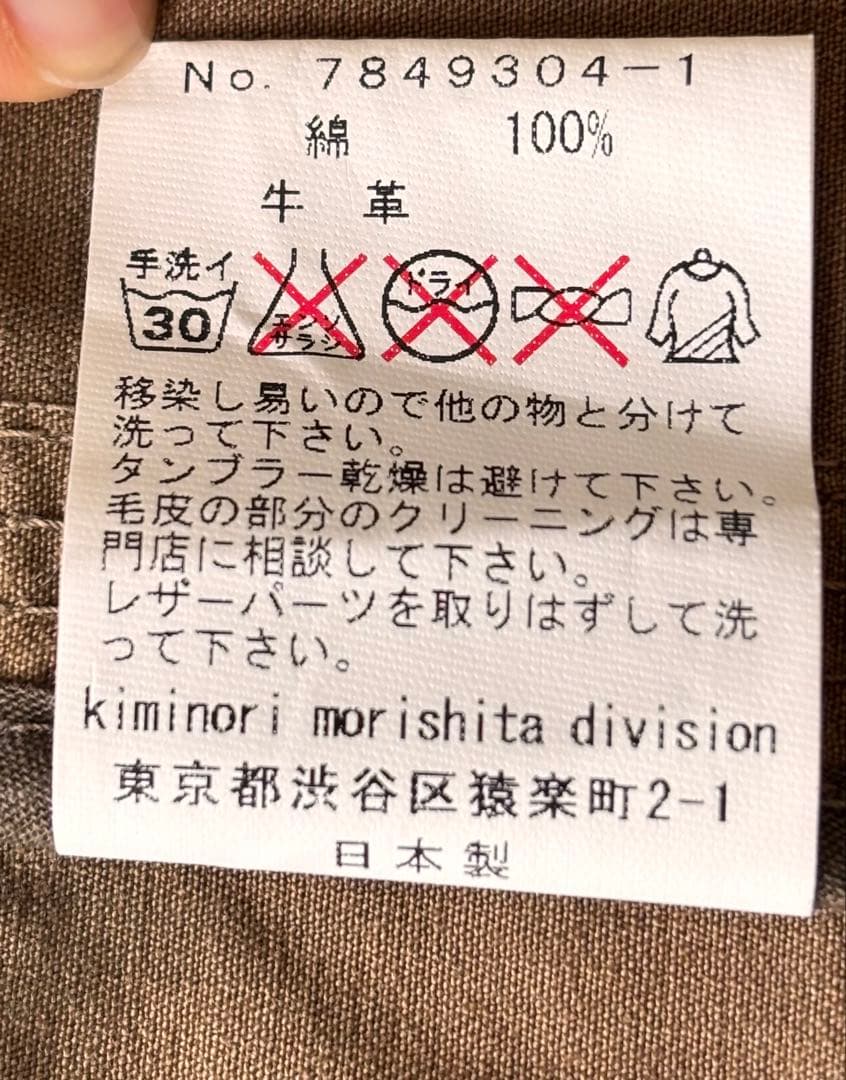 No. 7849304-1
綿 100%
牛革
手洗イ
30
エンソ
サラシ
ドライ
移染し易いので他の物と分けて
洗って下さい。
タンブラー乾燥は避けて下さい。
毛皮の部分のクリーニングは専
門店に相談して下さい。
レザーパーツを取りはずして洗
って下さい。
kiminori morishita division
東京都渋谷区猿楽町2-1
日本製